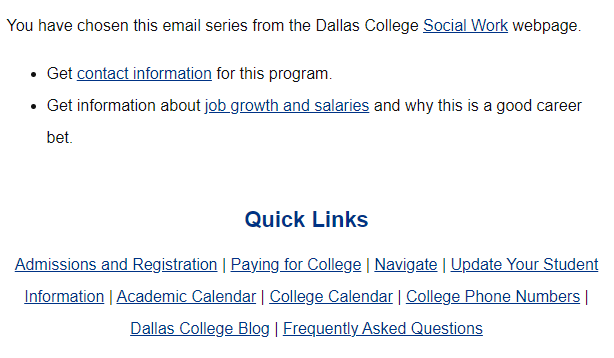 You have chosen this email series from the Dallas College Social Work webpage.
• Get contact information for this program.
• Get information about job growth and salaries and why this is a good career
bet.
Quick Links
Admissions and Registration | Paying for College | Navigate | Update Your Student
Information | Academic Calendar | College Calendar | College Phone Numbers |
Dallas College Blog | Frequently Asked Questions